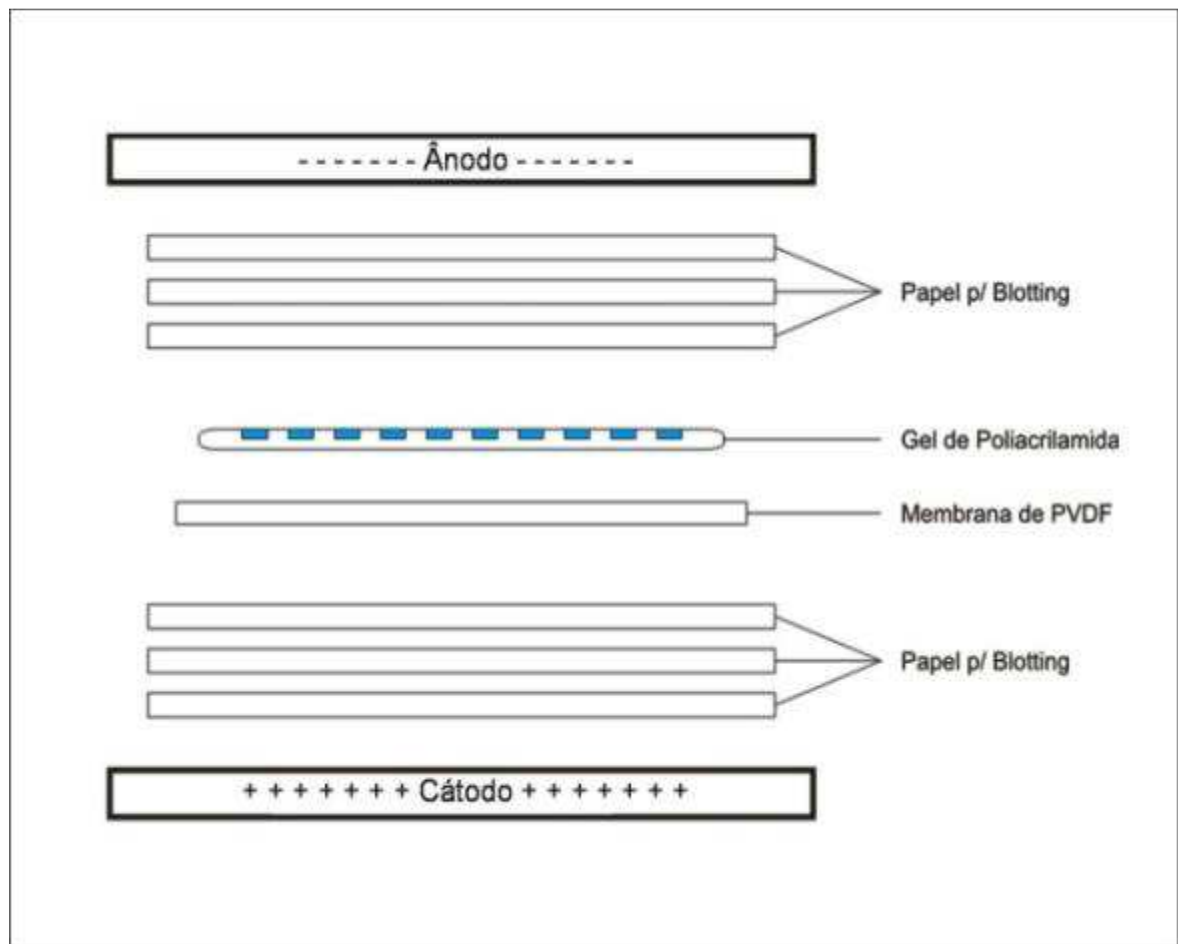 - - - - - - - Ânodo - - - - - - -
Papel p/ Blotting
Gel de Poliacrilamida
Membrana de PVDF
Papel p/ Blotting
+ + + + + + + Cátodo + + + + + + +